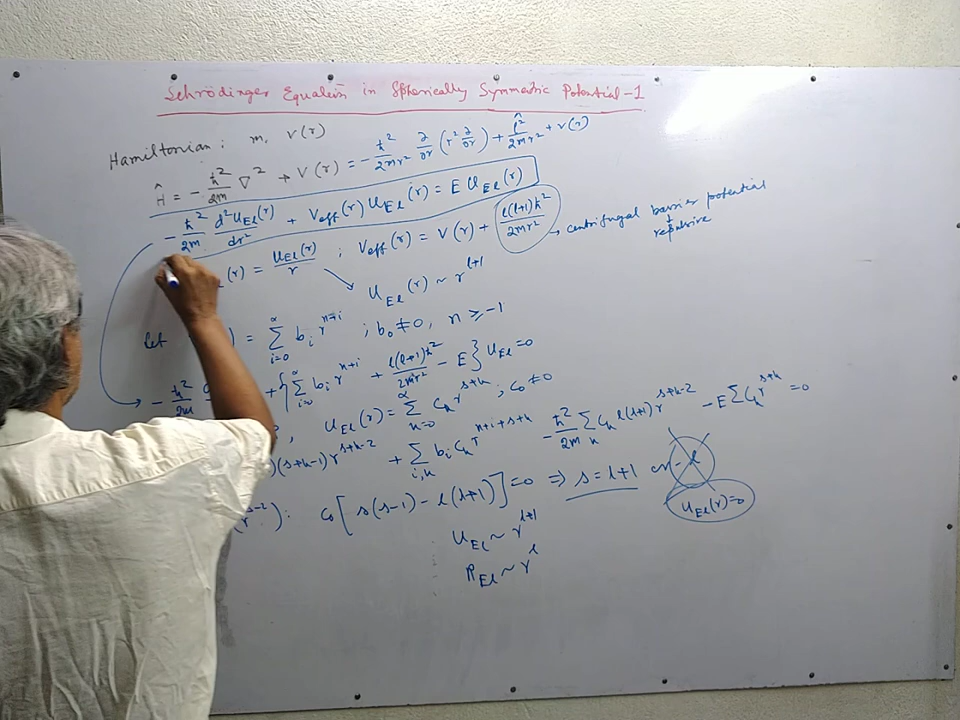 Schrödinger Equation in Spherically Symmetric Potential-1
Hamiltonian: m, V(r)
Ĥ = -ħ²/2m ∇² + V(r) = -ħ²/2mr² ∂/∂r (r² ∂/∂r) + l̂²/2mr² + V(r)
-ħ²/2m d²u_El(r)/dr² + V_eff(r) u_El(r) = E u_El(r)
(r) = u_El(r)/r ; V_eff(r) = V(r) + l(l+1)ħ²/2mr² → centrifugal barrier potential
repulsive
u_El(r) ~ r^{l+1}
Let ) = Σ_{i=0}^{∞} b_i r^{n+i} ; b_0 ≠ 0, n ≥ -1
-ħ²/2m + {Σ_{i=0}^{∞} b_i r^{n+i} + l(l+1)ħ²/2mr² - E} u_El = 0
, u_El(r) = Σ_{k=0}^{∞} c_k r^{s+k} ; c_0 ≠ 0
)(s+k-1) r^{s+k-2} + Σ_{i,k} b_i c_k r^{n+i+s+k} - ħ²/2m Σ_k c_k l(l+1) r^{s+k-2} - E Σ c_k r^{s+k} = 0
(r^{s-2}): c_0 [s(s-1) - l(l+1)] = 0 ⇒ s = l+1 or -l
u_El(r) = 0
u_El ~ r^{l+1}
R_El ~ r^l